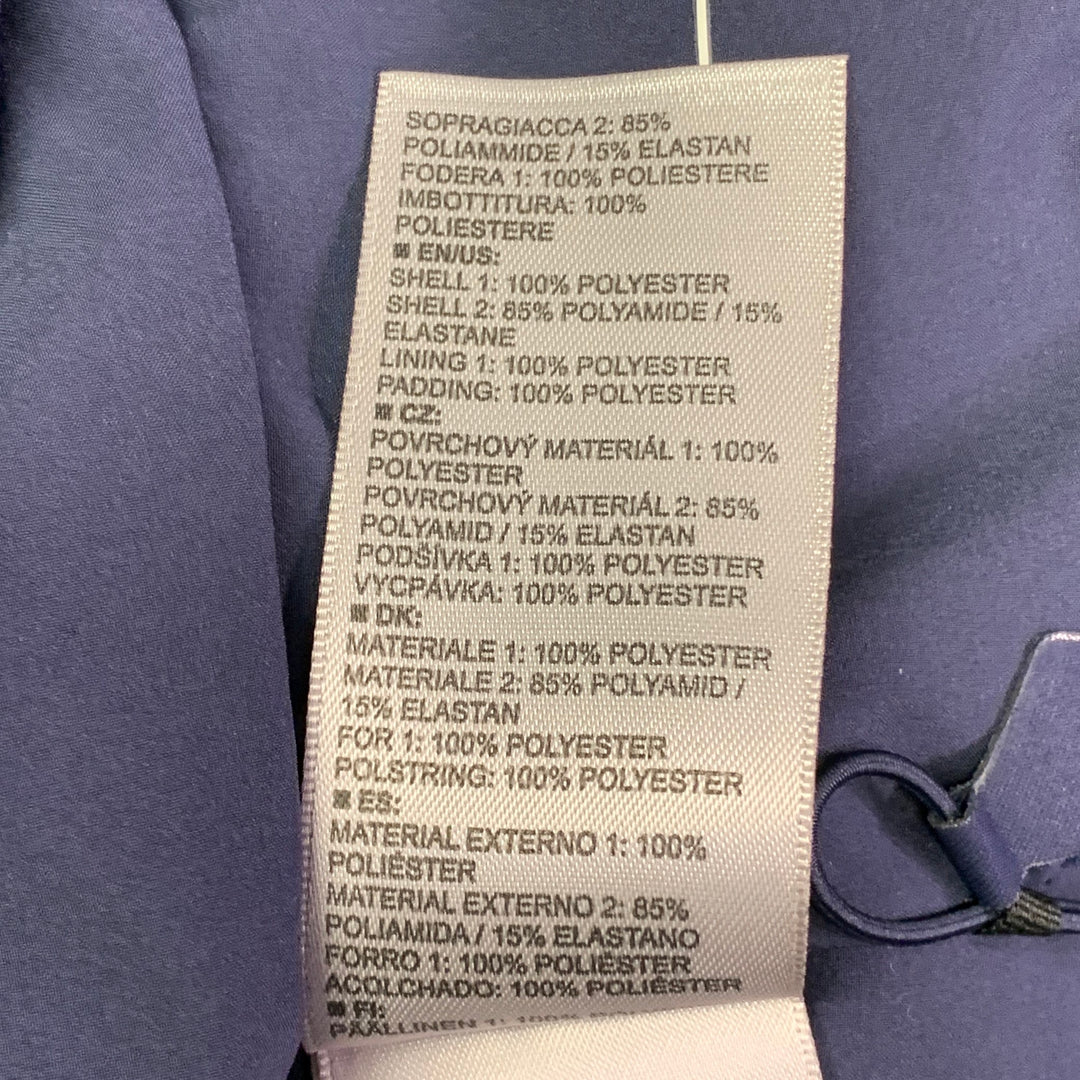 SOPRAGIACCA 2: 85%
POLIAMMIDE / 15% ELASTAN
FODERA 1: 100% POLIESTERE
IMBOTTITURA: 100%
POLIESTERE
■ EN/US:
SHELL 1: 100% POLYESTER
SHELL 2: 85% POLYAMIDE / 15%
ELASTANE
LINING 1: 100% POLYESTER
PADDING: 100% POLYESTER
■ CZ:
POVRCHOVÝ MATERIÁL 1: 100%
POLYESTER
POVRCHOVÝ MATERIÁL 2: 85%
POLYAMID / 15% ELASTAN
PODŠÍVKA 1: 100% POLYESTER
VYCPÁVKA: 100% POLYESTER
■ DK:
MATERIALE 1: 100% POLYESTER
MATERIALE 2: 85% POLYAMID /
15% ELASTAN
FOR 1: 100% POLYESTER
POLSTRING: 100% POLYESTER
■ ES:
MATERIAL EXTERNO 1: 100%
POLIÉSTER
MATERIAL EXTERNO 2: 85%
POLIAMIDA / 15% ELASTANO
FORRO 1: 100% POLIÉSTER
ACOLCHADO: 100% POLIÉSTER
■ FI:
PÄÄLLINEN 1: 100%